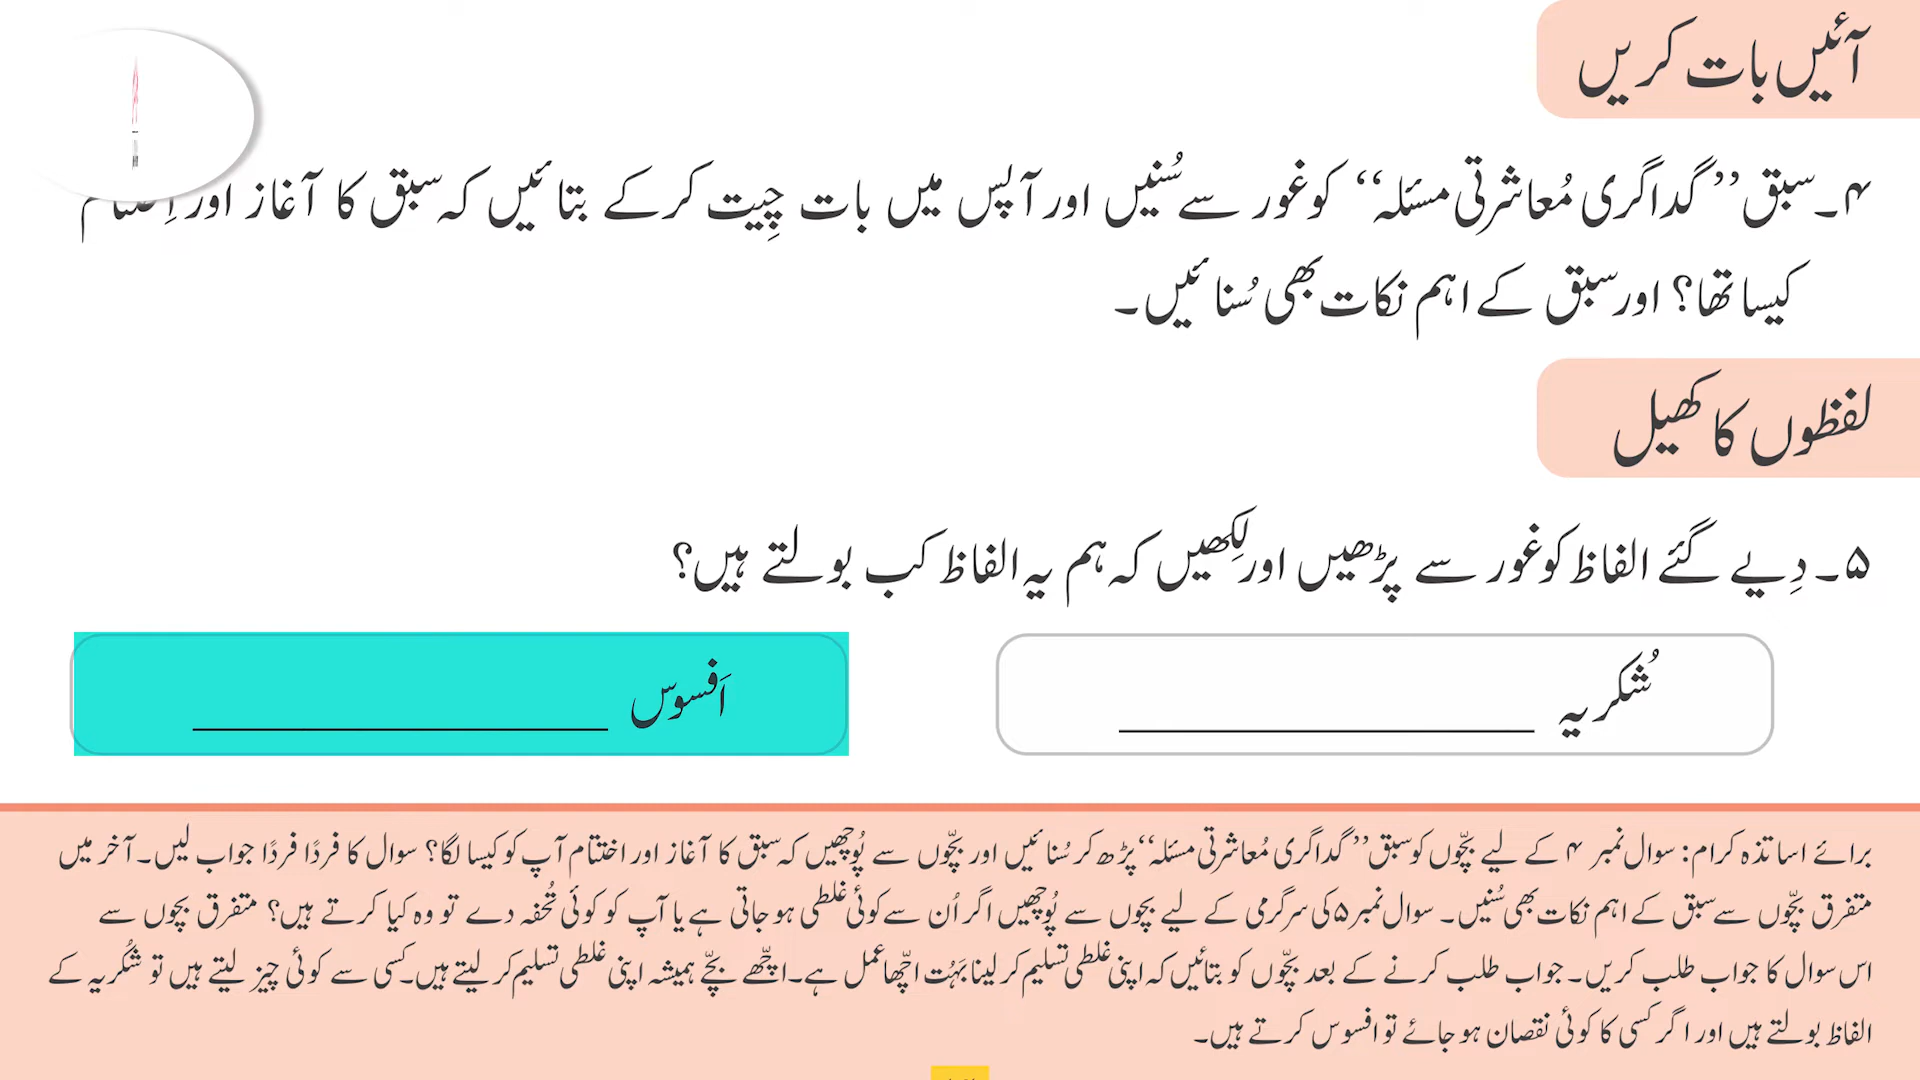 آئیں بات کریں
۴۔ سبق ’’گداگری مُعاشرتی مسئلہ‘‘ کو غور سے سُنیں اور آپس میں بات چِیت کرکے بتائیں کہ سبق کا آغاز اور اِختتام
کیسا تھا؟ اور سبق کے اہم نکات بھی سُنائیں۔
لفظوں کا کھیل
۵۔ دِیے گئے الفاظ کو غور سے پڑھیں اور لِکھیں کہ ہم یہ الفاظ کب بولتے ہیں؟
شُکریہ ______________ اَفسوس ______________
برائے اساتذہ کرام: سوال نمبر ۴ کے لیے بچّوں کو سبق ’’گداگری مُعاشرتی مسئلہ‘‘ پڑھ کر سُنائیں اور بچّوں سے پُوچھیں کہ سبق کا آغاز اور اختتام آپ کو کیسا لگا؟ سوال کا فردًا فردًا جواب لیں۔ آخر میں
متفرق بچّوں سے سبق کے اہم نکات بھی سُنیں۔ سوال نمبر ۵ کی سرگرمی کے لیے بچوں سے پُوچھیں اگر اُن سے کوئی غلطی ہو جاتی ہے یا آپ کو کوئی تُحفہ دے تو وہ کیا کرتے ہیں؟ متفرق بچوں سے
اس سوال کا جواب طلب کریں۔ جواب طلب کرنے کے بعد بچّوں کو بتائیں کہ اپنی غلطی تسلیم کر لینا بَہُت اچّھا عمل ہے۔ اچّھے بچّے ہمیشہ اپنی غلطی تسلیم کر لیتے ہیں۔ کسی سے کوئی چیز لیتے ہیں تو شُکریہ کے
الفاظ بولتے ہیں اور اگر کسی کا کوئی نقصان ہو جائے تو افسوس کرتے ہیں۔